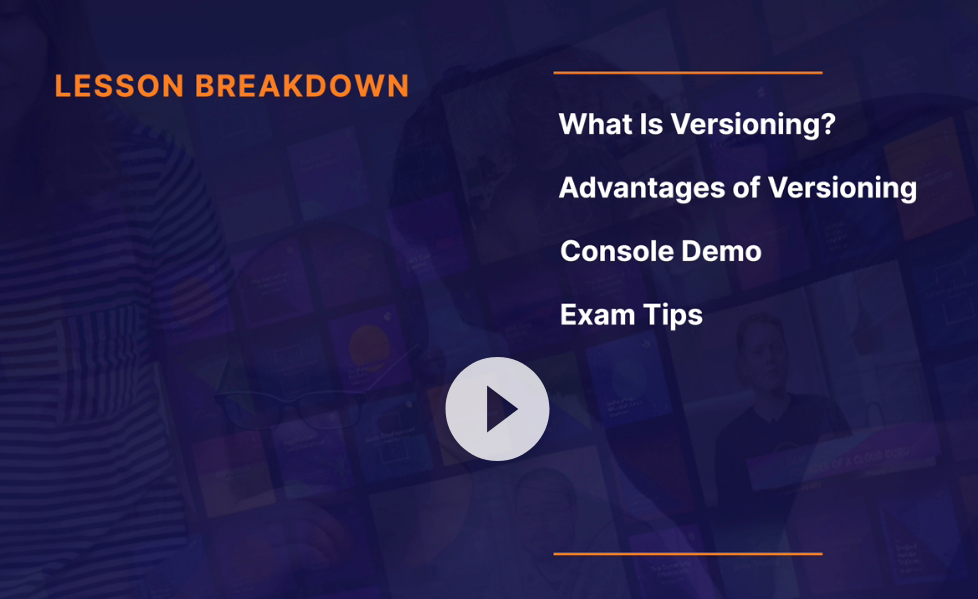 LESSON BREAKDOWN
What Is Versioning?
Advantages of Versioning
Console Demo
Exam Tips